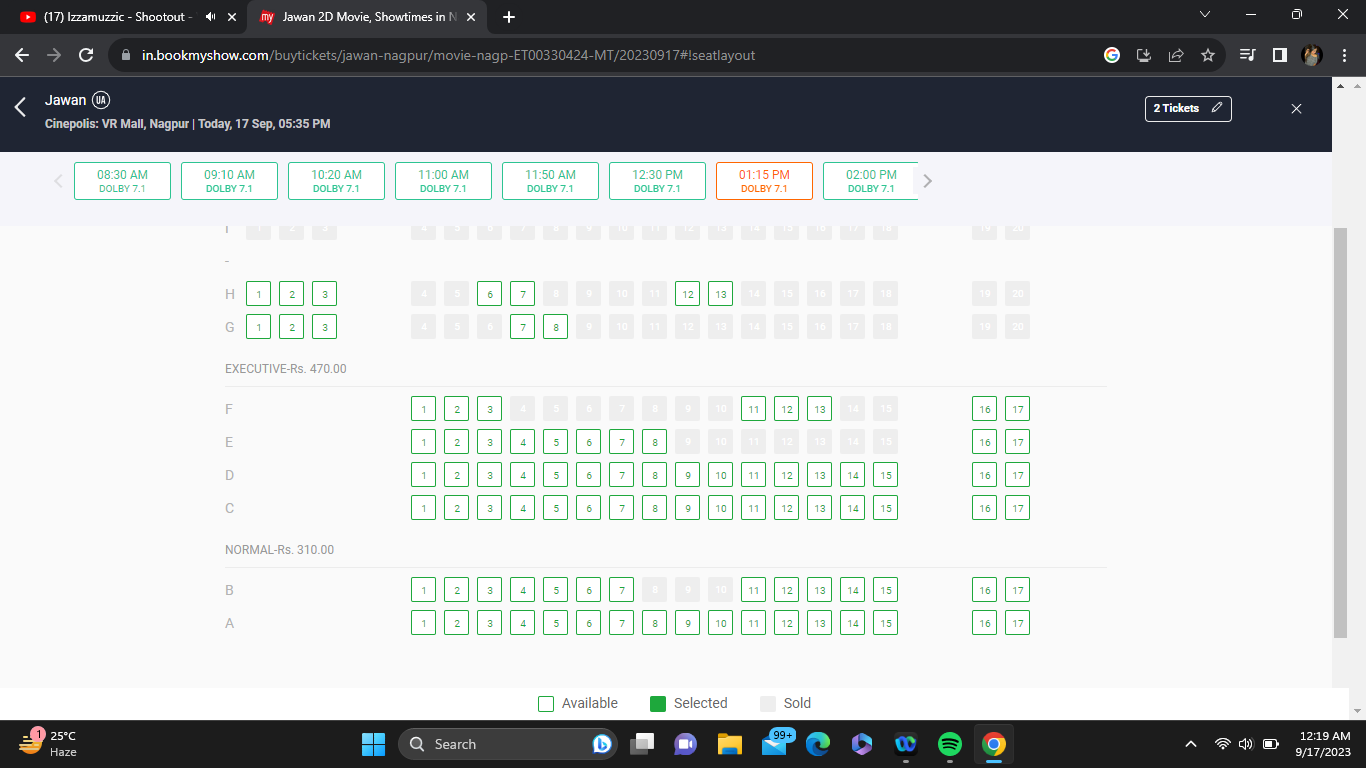 (17) Izzamuzzic - Shootout -
my Jawan 2D Movie, Showtimes in N
in.bookmyshow.com/buytickets/jawan-nagpur/movie-nagp-ET00330424-MT/20230917#!seatlayout
Jawan UA
Cinepolis: VR Mall, Nagpur | Today, 17 Sep, 05:35 PM
2 Tickets
08:30 AM 09:10 AM 10:20 AM 11:00 AM 11:50 AM 12:30 PM 01:15 PM 02:00 PM
DOLBY 7.1 DOLBY 7.1 DOLBY 7.1 DOLBY 7.1 DOLBY 7.1 DOLBY 7.1 DOLBY 7.1 DOLBY 7.1
1 2 3 4 5 6 7 8 9 10 11 12 13 14 15 16 17 18 19 20
-
H 1 2 3 4 5 6 7 8 9 10 11 12 13 14 15 16 17 18 19 20
G 1 2 3 4 5 6 7 8 9 10 11 12 13 14 15 16 17 18 19 20
EXECUTIVE-Rs. 470.00
F 1 2 3 4 5 6 7 8 9 10 11 12 13 14 15 16 17
E 1 2 3 4 5 6 7 8 9 10 11 12 13 14 15 16 17
D 1 2 3 4 5 6 7 8 9 10 11 12 13 14 15 16 17
C 1 2 3 4 5 6 7 8 9 10 11 12 13 14 15 16 17
NORMAL-Rs. 310.00
B 1 2 3 4 5 6 7 8 9 10 11 12 13 14 15 16 17
A 1 2 3 4 5 6 7 8 9 10 11 12 13 14 15 16 17
Available Selected Sold
1 25°C
Haze
Search
99+
12:19 AM
9/17/2023